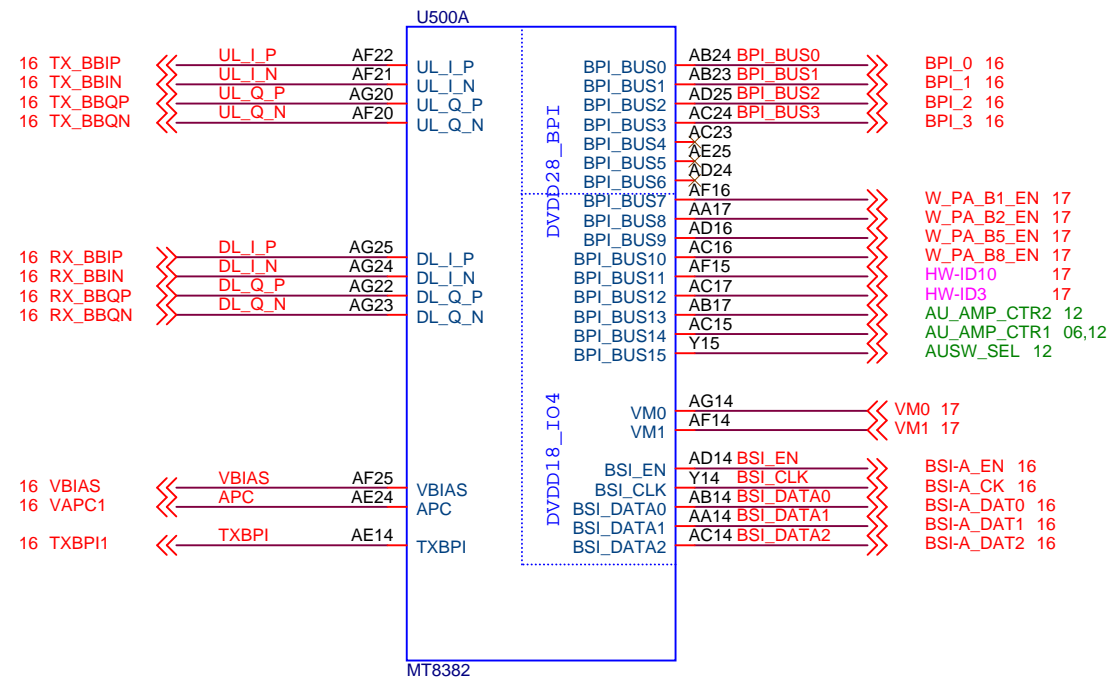 U500A
16 TX_BBIP UL_I_P AF22 UL_I_P
16 TX_BBIN UL_I_N AF21 UL_I_N
16 TX_BBQP UL_Q_P AG20 UL_Q_P
16 TX_BBQN UL_Q_N AF20 UL_Q_N
16 RX_BBIP DL_I_P AG25 DL_I_P
16 RX_BBIN DL_I_N AG24 DL_I_N
16 RX_BBQP DL_Q_P AG22 DL_Q_P
16 RX_BBQN DL_Q_N AG23 DL_Q_N
16 VBIAS VBIAS AF25 VBIAS
16 VAPC1 APC AE24 APC
16 TXBPI1 TXBPI AE14 TXBPI
DVDD28_BPI
DVDD18_IO4
BPI_BUS0 AB24 BPI_BUS0 BPI_0 16
BPI_BUS1 AB23 BPI_BUS1 BPI_1 16
BPI_BUS2 AD25 BPI_BUS2 BPI_2 16
BPI_BUS3 AC24 BPI_BUS3 BPI_3 16
BPI_BUS4 AC23
BPI_BUS5 AE25
BPI_BUS6 AD24
BPI_BUS7 AF16 W_PA_B1_EN 17
BPI_BUS8 AA17 W_PA_B2_EN 17
BPI_BUS9 AD16 W_PA_B5_EN 17
BPI_BUS10 AC16 W_PA_B8_EN 17
BPI_BUS11 AF15 HW-ID10 17
BPI_BUS12 AC17 HW-ID3 17
BPI_BUS13 AB17 AU_AMP_CTR2 12
BPI_BUS14 AC15 AU_AMP_CTR1 06,12
BPI_BUS15 Y15 AUSW_SEL 12
VM0 AG14 VM0 17
VM1 AF14 VM1 17
BSI_EN AD14 BSI_EN BSI-A_EN 16
BSI_CLK Y14 BSI_CLK BSI-A_CK 16
BSI_DATA0 AB14 BSI_DATA0 BSI-A_DAT0 16
BSI_DATA1 AA14 BSI_DATA1 BSI-A_DAT1 16
BSI_DATA2 AC14 BSI_DATA2 BSI-A_DAT2 16
MT8382